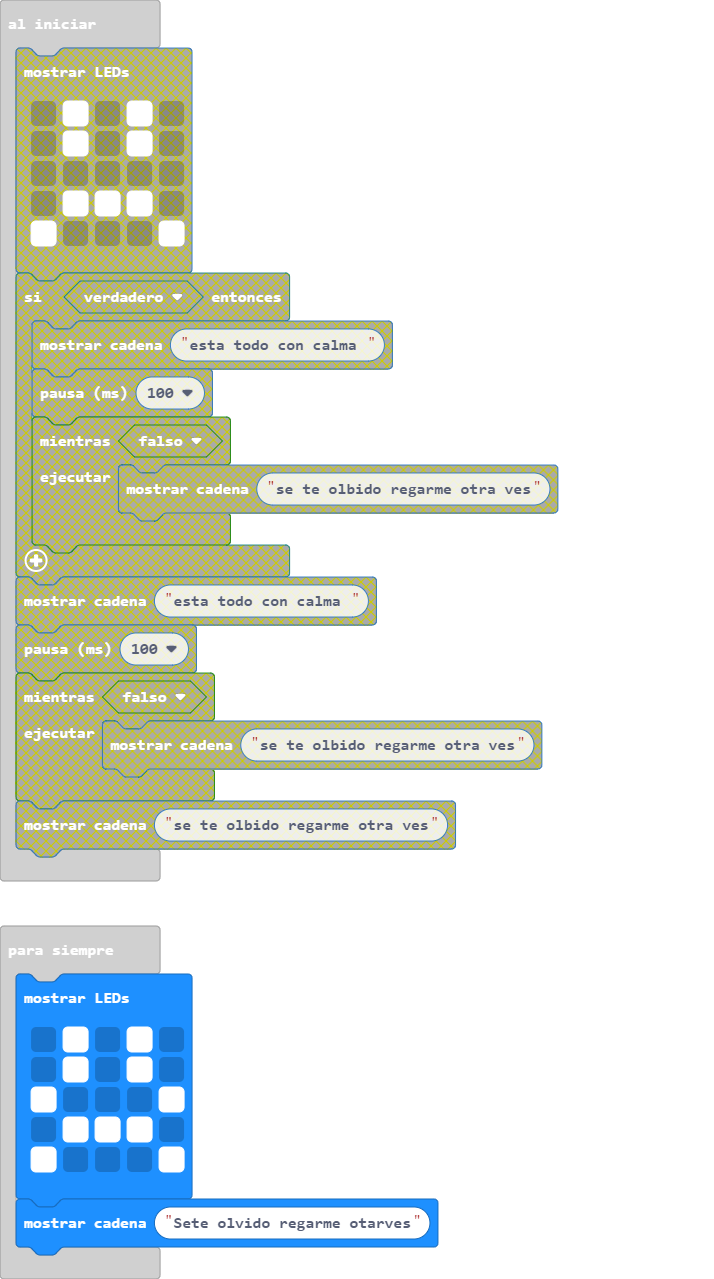 al iniciar
mostrar LEDs
si verdadero entonces
mostrar cadena "esta todo con calma "
pausa (ms) 100
mientras falso
ejecutar mostrar cadena "se te olbido regarme otra ves"
mostrar cadena "esta todo con calma "
pausa (ms) 100
mientras falso
ejecutar mostrar cadena "se te olbido regarme otra ves"
mostrar cadena "se te olbido regarme otra ves"
para siempre
mostrar LEDs
mostrar cadena "Sete olvido regarme otarves"